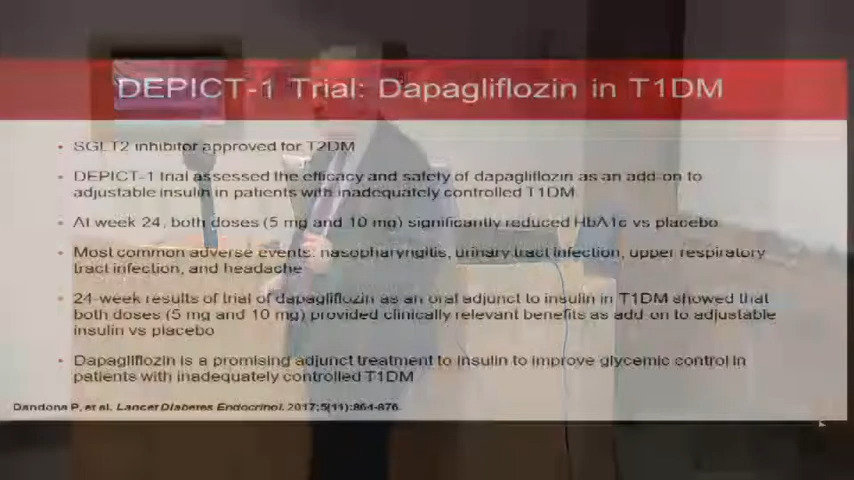 DEPICT-1 Trial: Dapagliflozin in T1DM
• SGLT2 inhibitor approved for T2DM
• DEPICT-1 trial assessed the efficacy and safety of dapagliflozin as an add-on to
adjustable insulin in patients with inadequately controlled T1DM
• At week 24, both doses (5 mg and 10 mg) significantly reduced HbA1c vs placebo
• Most common adverse events: nasopharyngitis, urinary tract infection, upper respiratory
tract infection, and headache
• 24-week results of trial of dapagliflozin as an oral adjunct to insulin in T1DM showed that
both doses (5 mg and 10 mg) provided clinically relevant benefits as add-on to adjustable
insulin vs placebo
• Dapagliflozin is a promising adjunct treatment to insulin to improve glycemic control in
patients with inadequately controlled T1DM
Dandona P, et al. Lancet Diabetes Endocrinol. 2017;5(11):864-876.